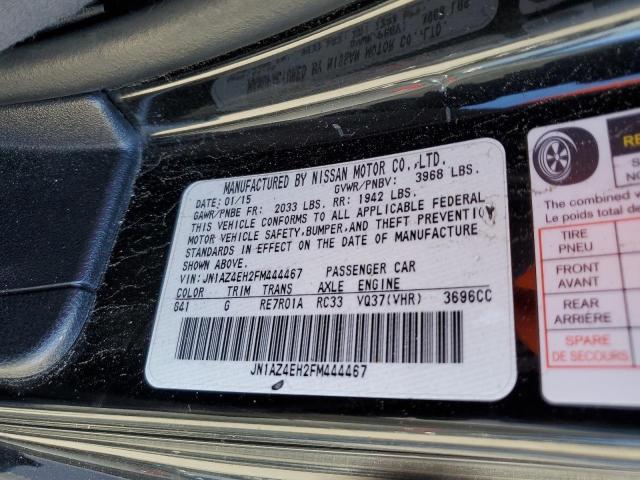 MANUFACTURED BY NISSAN MOTOR CO.,LTD.
DATE: 01/15 GVWR/PNBV: 3968 LBS.
GAWR/PNBE FR: 2033 LBS. RR: 1942 LBS.
THIS VEHICLE CONFORMS TO ALL APPLICABLE FEDERAL
MOTOR VEHICLE SAFETY, BUMPER, AND THEFT PREVENTION
STANDARDS IN EFFECT ON THE DATE OF MANUFACTURE
SHOWN ABOVE.
VIN: JN1AZ4EH2FM444467 PASSENGER CAR
COLOR TRIM TRANS AXLE ENGINE
G41 G RE7R01A RC33 VQ37(VHR) 3696CC
JN1AZ4EH2FM444467
The combined
Le poids total de
TIRE
PNEU
FRONT
AVANT
REAR
ARRIÈRE
SPARE
DE SECOURS